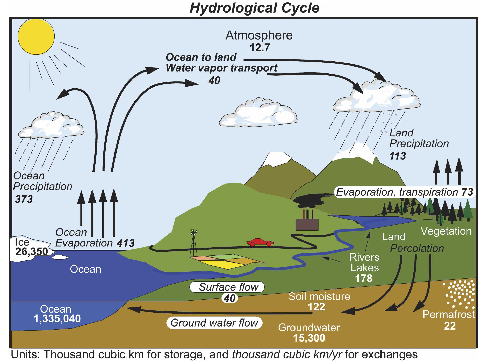 Hydrological Cycle
Atmosphere
12.7
Ocean to land
Water vapor transport
40
Land
Precipitation
113
Ocean
Precipitation
373
Evaporation, transpiration 73
Ocean
Evaporation 413
Ice
26,350
Ocean
Rivers
Lakes
178
Land
Percolation
Vegetation
Surface flow
40
Ocean
1,335,040
Soil moisture
122
Permafrost
22
Ground water flow
Groundwater
15,300
Units: Thousand cubic km for storage, and thousand cubic km/yr for exchanges